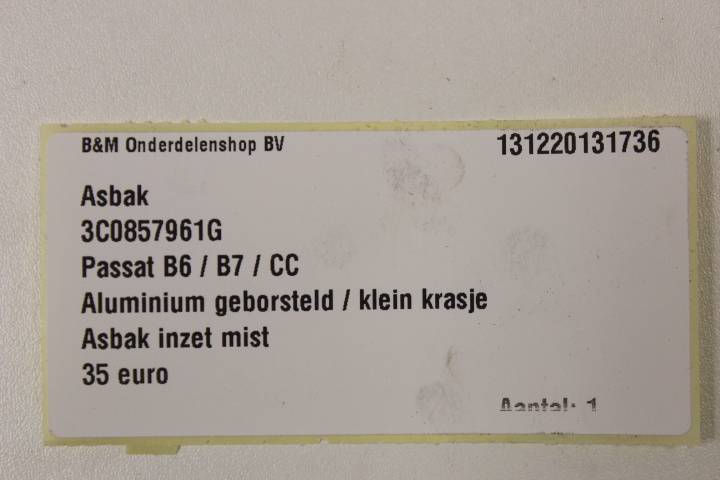 B&M Onderdelenshop BV 131220131736
Asbak
3C0857961G
Passat B6 / B7 / CC
Aluminium geborsteld / klein krasje
Asbak inzet mist
35 euro
Aantal: 1